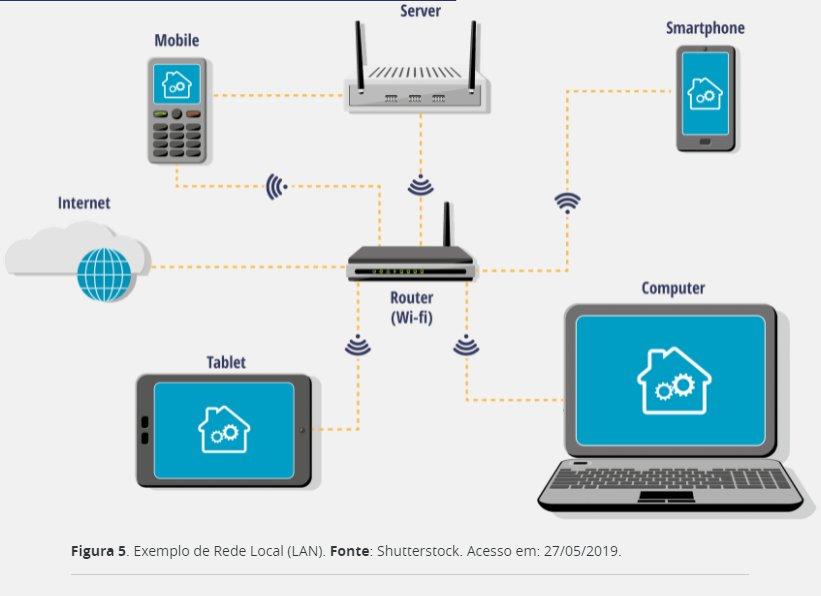 Server
Mobile
Smartphone
Internet
Router
(Wi-fi)
Computer
Tablet
Figura 5. Exemplo de Rede Local (LAN). Fonte: Shutterstock. Acesso em: 27/05/2019.